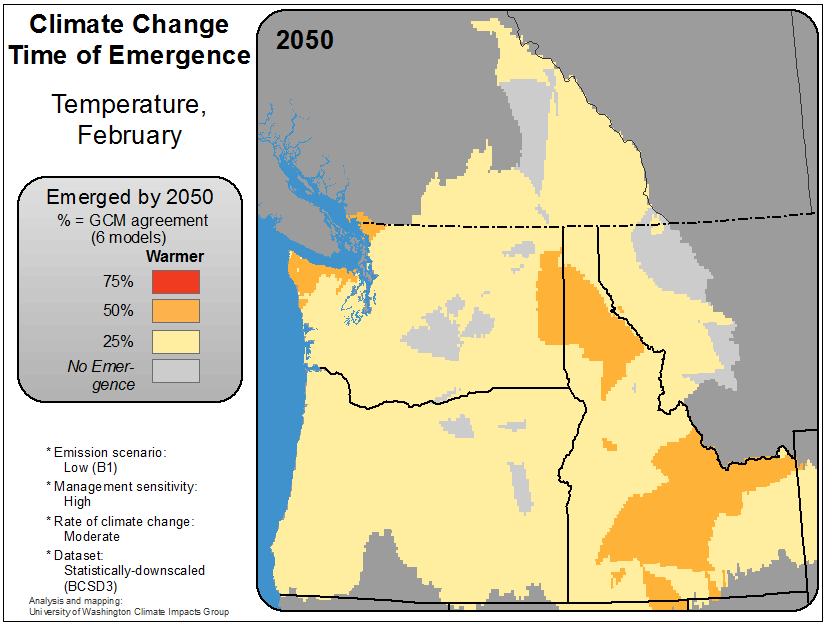 Climate Change
Time of Emergence
Temperature,
February
2050
Emerged by 2050
% = GCM agreement
(6 models)
Warmer
75%
50%
25%
No Emer-
gence
* Emission scenario:
Low (B1)
* Management sensitivity:
High
* Rate of climate change:
Moderate
* Dataset:
Statistically-downscaled
(BCSD3)
Analysis and mapping:
University of Washington Climate Impacts Group